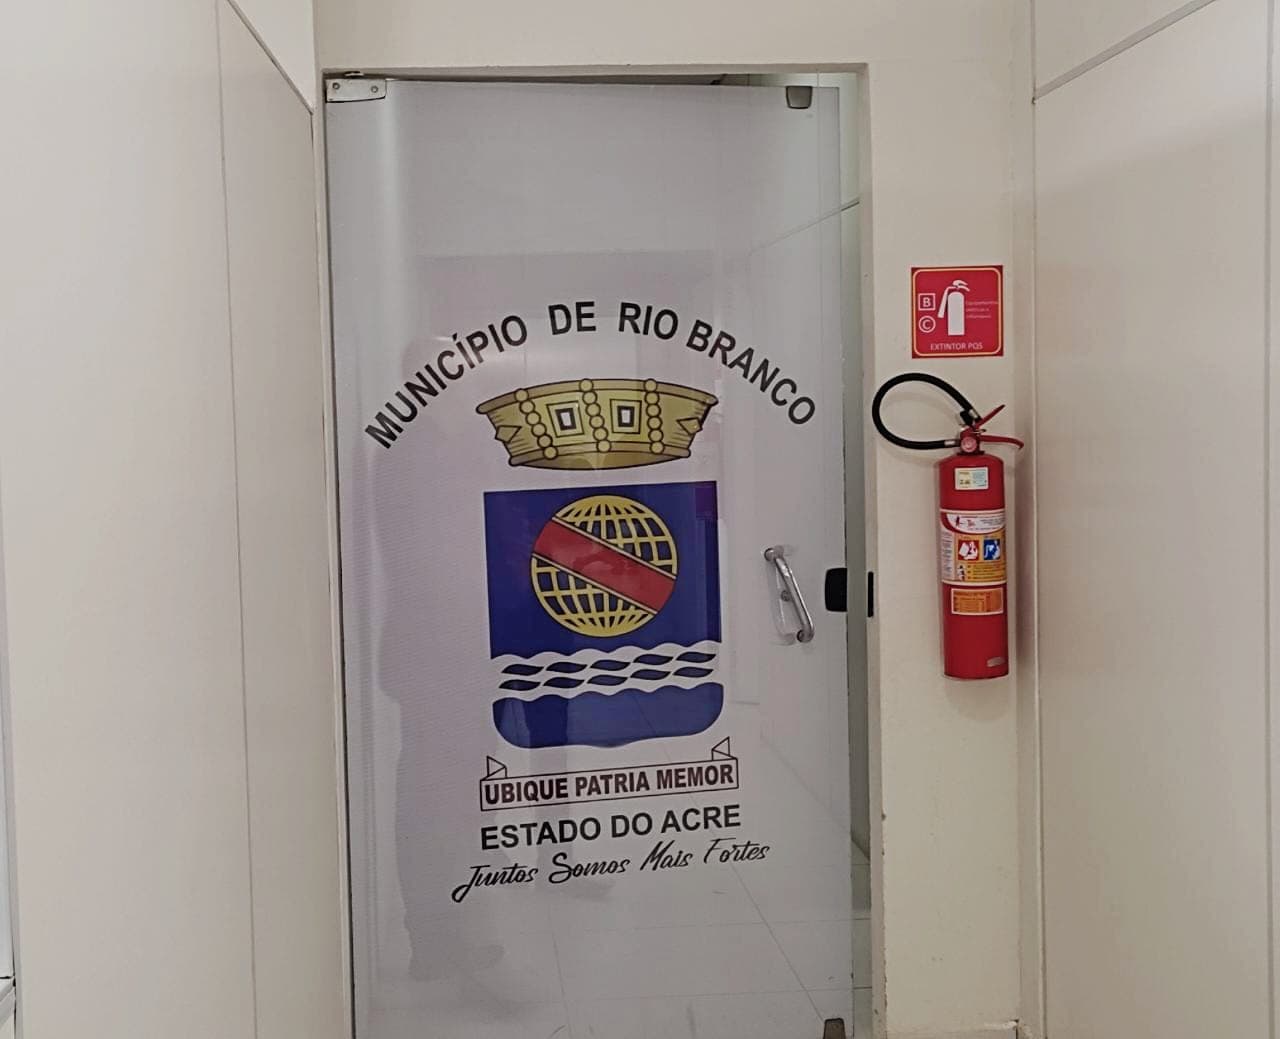 MUNICÍPIO DE RIO BRANCO
UBIQUE PATRIA MEMOR
ESTADO DO ACRE
Juntos Somos Mais Fortes
B
C
EXTINTOR PQS